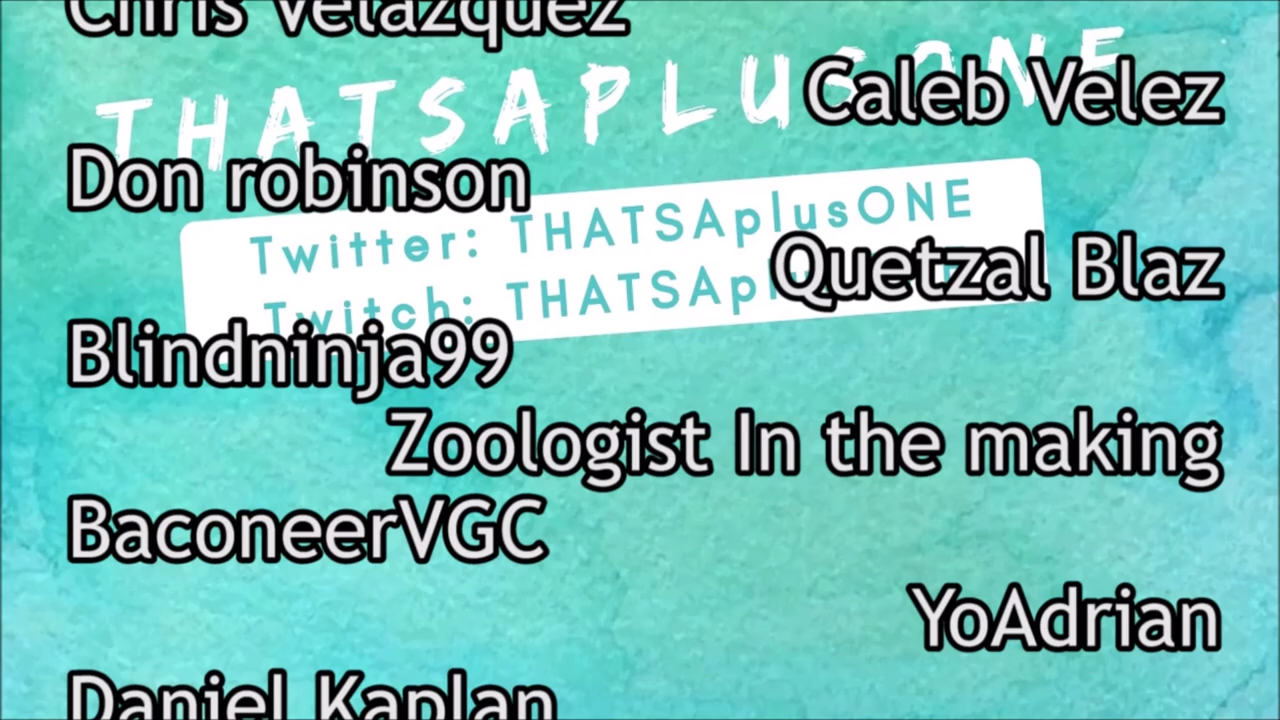 Chris Velazquez
THATSAPLUSONE
Caleb Velez
Don robinson
Twitter: THATSAplusONE
Quetzal Blaz
Twitch: THATSApl
Blindninja99
Zoologist In the making
BaconeerVGC
YoAdrian
Daniel Kaplan